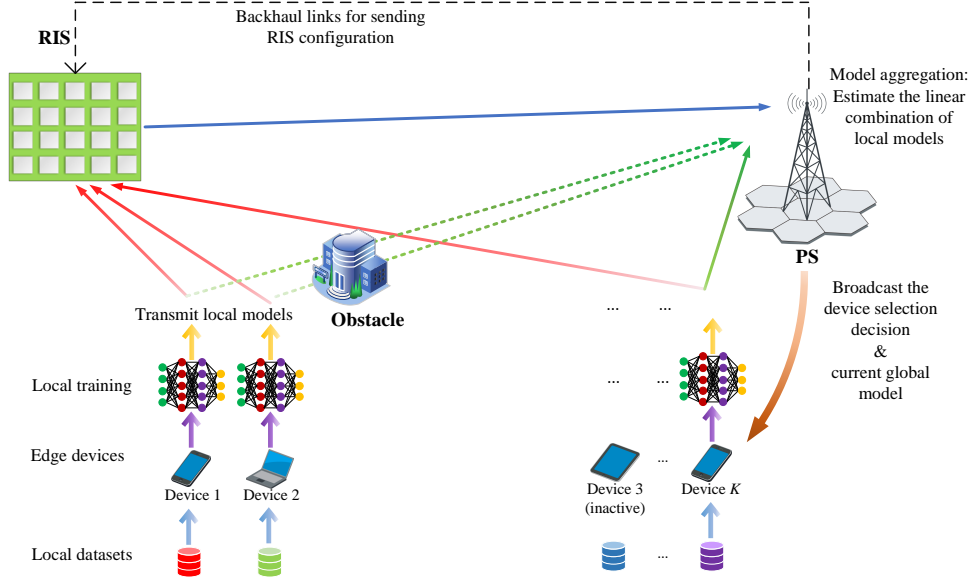 Backhaul links for sending
RIS configuration
RIS
Model aggregation:
Estimate the linear
combination of
local models
PS
Obstacle
Transmit local models
... ...
Broadcast the
device selection
decision
&
current global
model
Local training
... ...
Edge devices
...
Device 1
Device 2
Device 3
(inactive)
Device K
Local datasets
...